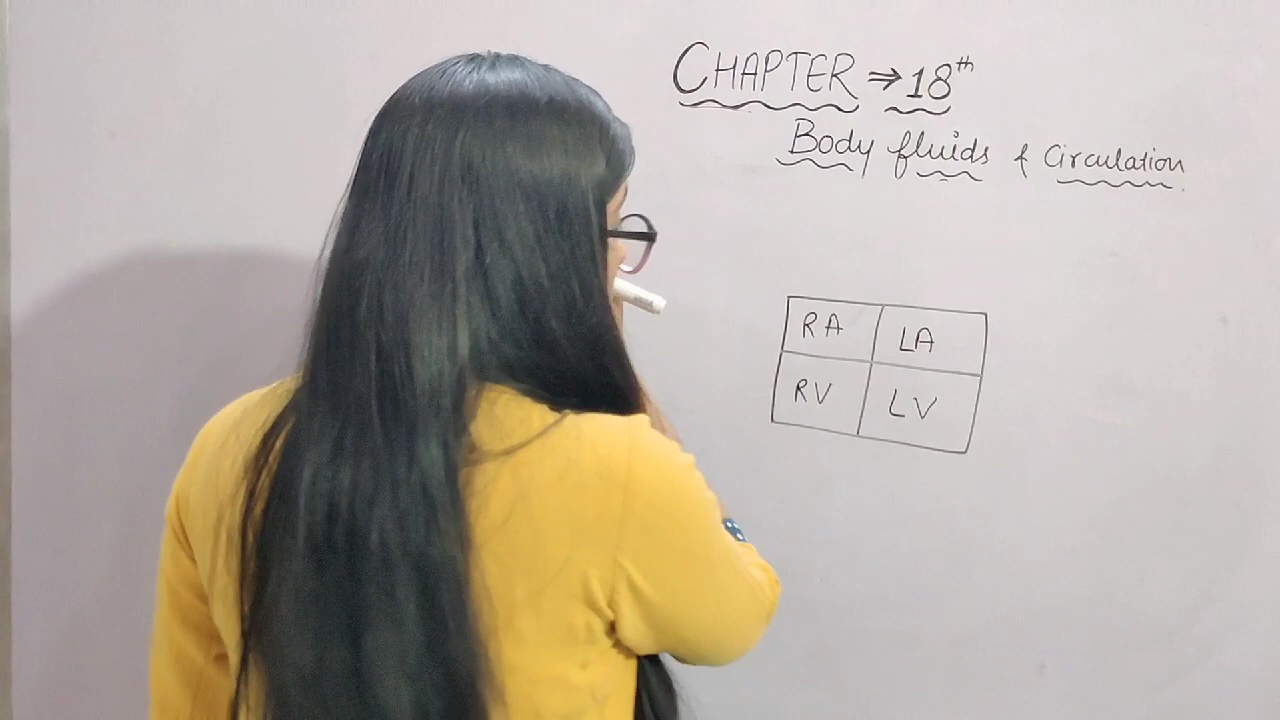 CHAPTER ⇒ 18th
Body fluids & Circulation
RA LA
RV LV